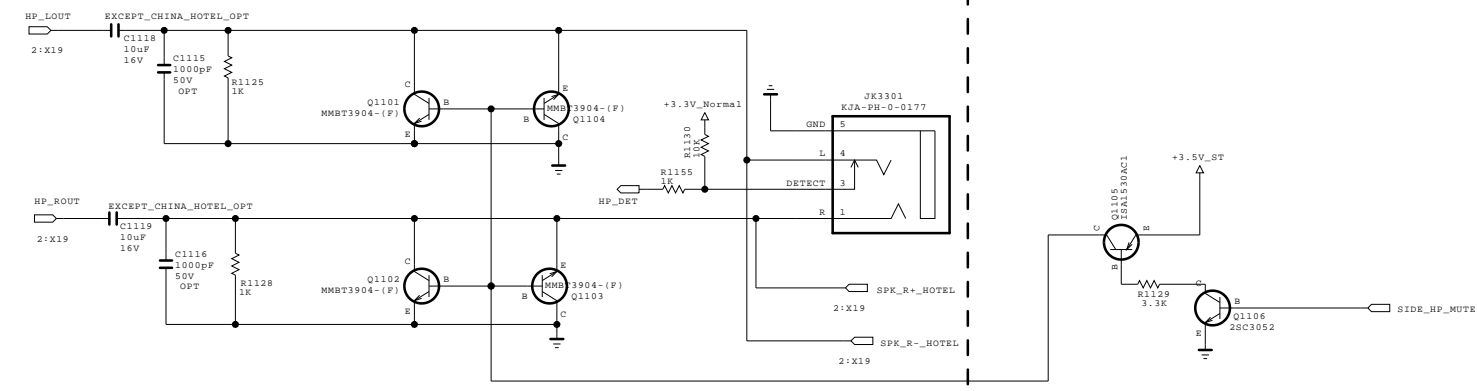 HP_LOUT
2:X19
EXCEPT_CHINA_HOTEL_OPT
C1118
10uF
16V
C1115
1000pF
50V
OPT
R1125
1K
C
Q1101
MMBT3904-(F)
B
E
E
MMBT3904-(F)
B
Q1104
C
+3.3V_Normal
R1130
10K
R1155
1K
HP_DET
JK3301
KJA-PH-0-0177
GND
5
L
4
DETECT
3
R
1
HP_ROUT
2:X19
EXCEPT_CHINA_HOTEL_OPT
C1119
10uF
16V
C1116
1000pF
50V
OPT
R1128
1K
C
Q1102
MMBT3904-(F)
B
E
E
MMBT3904-(F)
B
Q1103
C
SPK_R+_HOTEL
2:X19
SPK_R-_HOTEL
2:X19
Q1105
ISA1530AC1
C
E
B
+3.5V_ST
R1129
3.3K
C
B
Q1106
2SC3052
E
SIDE_HP_MUTE